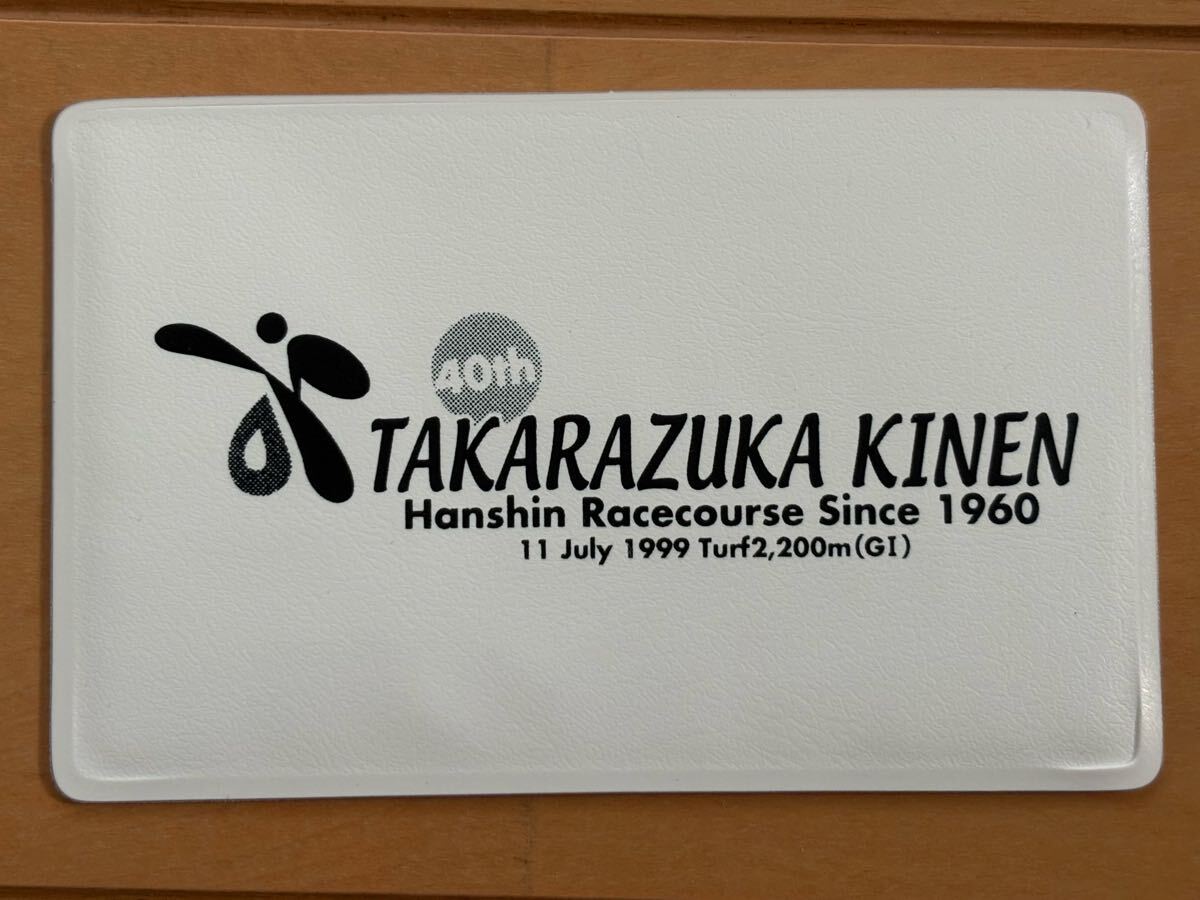 40th
TAKARAZUKA KINEN
Hanshin Racecourse Since 1960
11 July 1999 Turf2,200m(GI)